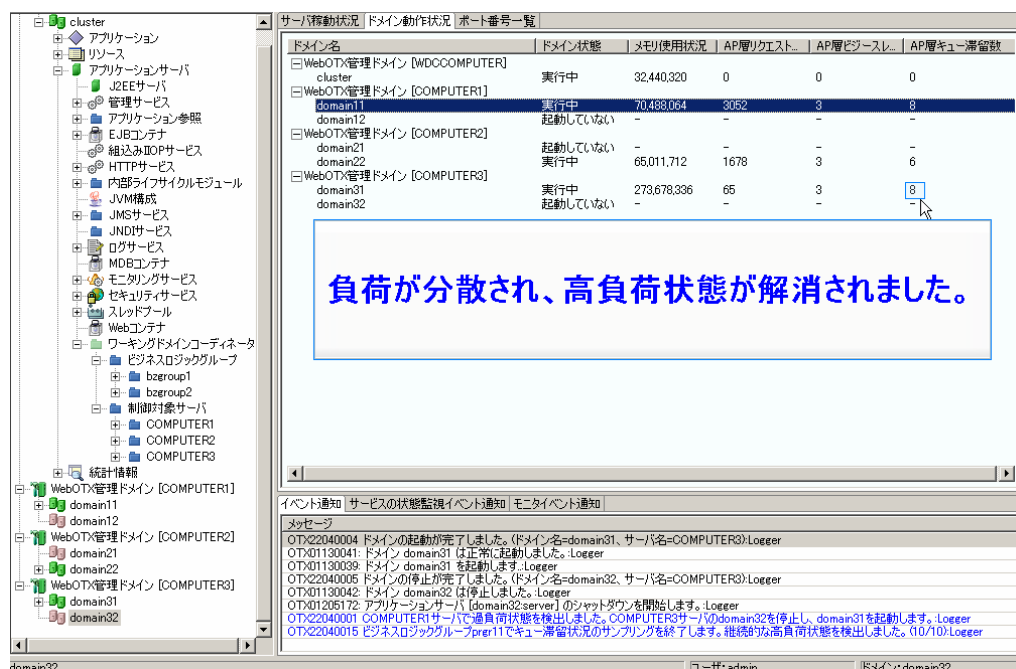 cluster
アプリケーション
リソース
アプリケーションサーバ
J2EEサーバ
管理サービス
アプリケーション参照
EJBコンテナ
組込みIIOPサービス
HTTPサービス
内部ライフサイクルモジュール
JVM構成
JMSサービス
JNDIサービス
ログサービス
MDBコンテナ
モニタリングサービス
セキュリティサービス
スレッドプール
Webコンテナ
ワーキングドメインコーディネータ
ビジネスロジックグループ
bzgroup1
bzgroup2
制御対象サーバ
COMPUTER1
COMPUTER2
COMPUTER3
統計情報
WebOTX管理ドメイン [COMPUTER1]
domain11
domain12
WebOTX管理ドメイン [COMPUTER2]
domain21
domain22
WebOTX管理ドメイン [COMPUTER3]
domain31
domain32
サーバ稼動状況 ドメイン動作状況 ポート番号一覧
ドメイン名 ドメイン状態 メモリ使用状況 AP層リクエスト... AP層ビジースレ... AP層キュー滞留数
WebOTX管理ドメイン [WDCCOMPUTER]
cluster 実行中 32,440,320 0 0 0
WebOTX管理ドメイン [COMPUTER1]
domain11 実行中 70,488,064 3052 3 8
domain12 起動していない - - - -
WebOTX管理ドメイン [COMPUTER2]
domain21 起動していない - - - -
domain22 実行中 65,011,712 1678 3 6
WebOTX管理ドメイン [COMPUTER3]
domain31 実行中 273,678,336 65 3 8
domain32 起動していない - - - -
負荷が分散され、高負荷状態が解消されました。
イベント通知 サービスの状態監視イベント通知 モニタイベント通知
メッセージ
OTX22040004 ドメインの起動が完了しました。(ドメイン名=domain31、サーバ名=COMPUTER3):Logger
OTX01130041: ドメイン domain31 は正常に起動しました。:Logger
OTX01130039: ドメイン domain31 を起動します.:Logger
OTX22040005 ドメインの停止が完了しました。(ドメイン名=domain32、サーバ名=COMPUTER3):Logger
OTX01130042: ドメイン domain32 は停止しました。:Logger
OTX01205172: アプリケーションサーバ [domain32:server] のシャットダウンを開始します。:Logger
OTX22040001 COMPUTER1サーバで過負荷状態を検出しました。COMPUTER3サーバのdomain32を停止し、domain31を起動します。:Logger
OTX22040015 ビジネスロジックグループprgr11でキュー滞留状況のサンプリングを終了します。継続的な高負荷状態を検出しました。(10/10):Logger
domain32 ユーザ: admin ドメイン: domain32